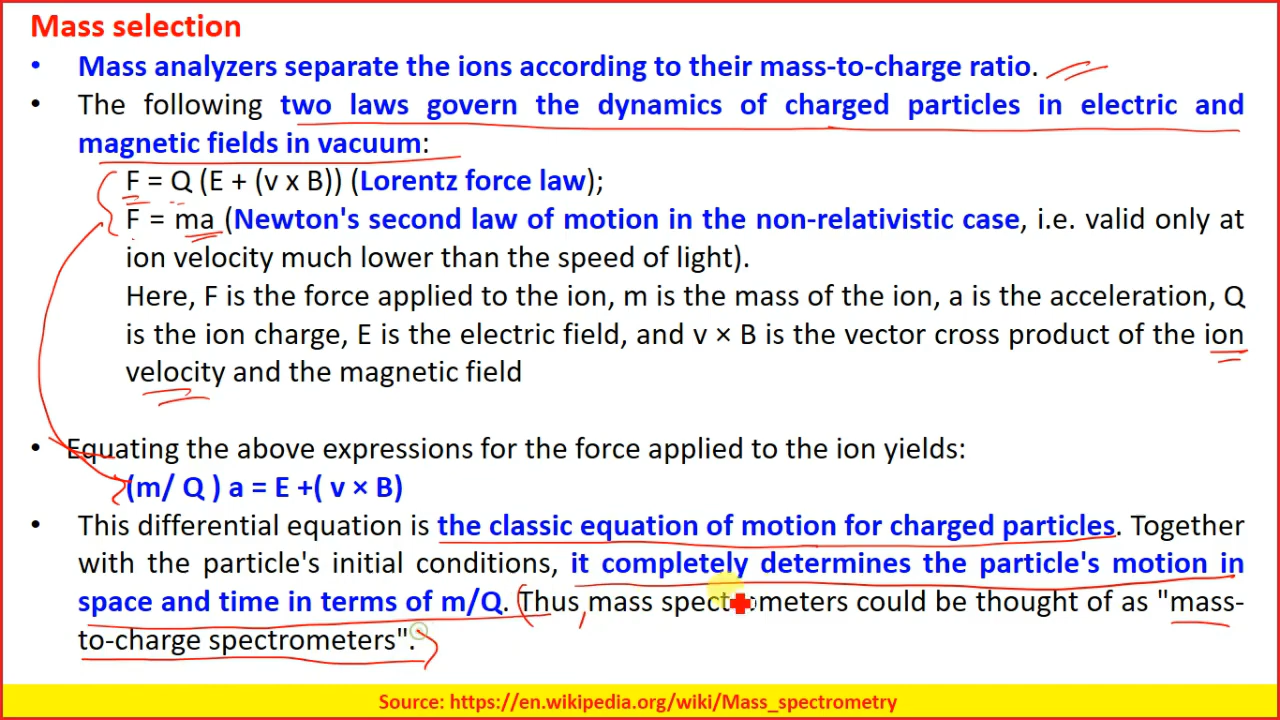 Mass selection
• Mass analyzers separate the ions according to their mass-to-charge ratio.
• The following two laws govern the dynamics of charged particles in electric and
magnetic fields in vacuum:
F = Q (E + (v x B)) (Lorentz force law);
F = ma (Newton's second law of motion in the non-relativistic case, i.e. valid only at
ion velocity much lower than the speed of light).
Here, F is the force applied to the ion, m is the mass of the ion, a is the acceleration, Q
is the ion charge, E is the electric field, and v × B is the vector cross product of the ion
velocity and the magnetic field
• Equating the above expressions for the force applied to the ion yields:
(m/ Q ) a = E +( v × B)
• This differential equation is the classic equation of motion for charged particles. Together
with the particle's initial conditions, it completely determines the particle's motion in
space and time in terms of m/Q. Thus mass spectrometers could be thought of as "mass-
to-charge spectrometers".
Source: https://en.wikipedia.org/wiki/Mass_spectrometry